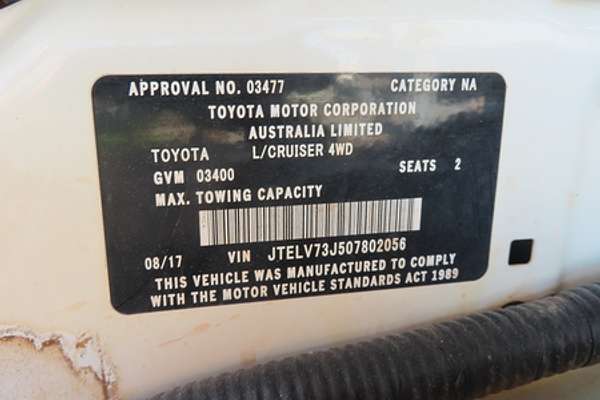 APPROVAL NO. 03477 CATEGORY NA
TOYOTA MOTOR CORPORATION
AUSTRALIA LIMITED
TOYOTA L/CRUISER 4WD
GVM 03400 SEATS 2
MAX. TOWING CAPACITY
08/17 VIN JTELV73J507802056
THIS VEHICLE WAS MANUFACTURED TO COMPLY
WITH THE MOTOR VEHICLE STANDARDS ACT 1989